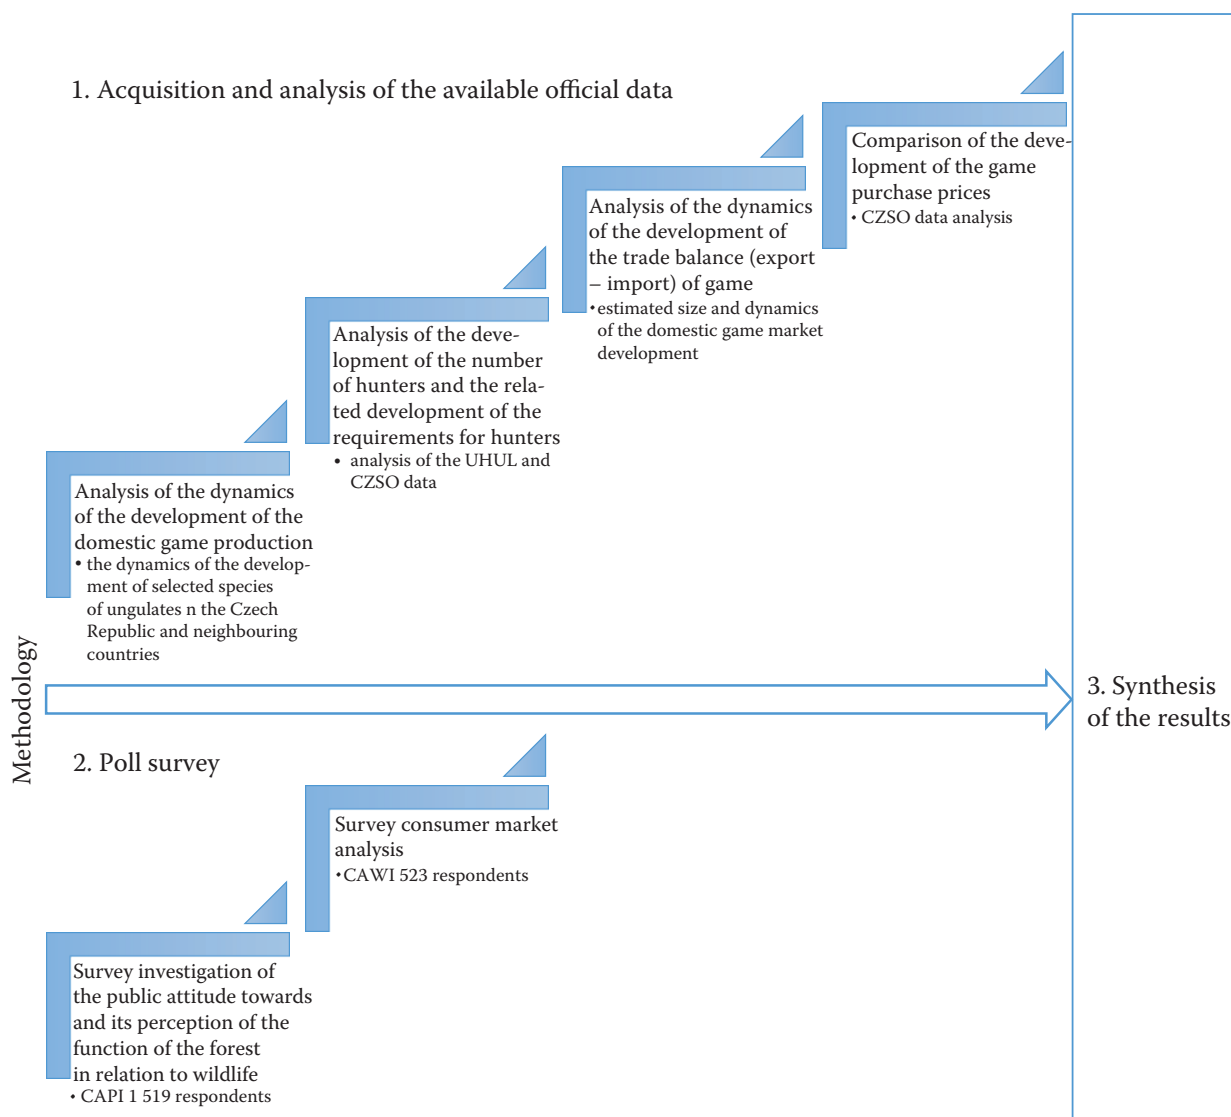 1. Acquisition and analysis of the available official data
Comparison of the deve-
lopment of the game
purchase prices
• CZSO data analysis
Analysis of the dynamics
of the development of
the trade balance (export
– import) of game
• estimated size and dynamics
of the domestic game market
development
Analysis of the deve-
lopment of the number
of hunters and the rela-
ted development of the
requirements for hunters
• analysis of the UHUL and
CZSO data
Analysis of the dynamics
of the development of the
domestic game production
• the dynamics of the develop-
ment of selected species
of ungulates n the Czech
Republic and neighbouring
countries
Methodology
3. Synthesis
of the results
2. Poll survey
Survey consumer market
analysis
• CAWI 523 respondents
Survey investigation of
the public attitude towards
and its perception of the
function of the forest
in relation to wildlife
• CAPI 1 519 respondents